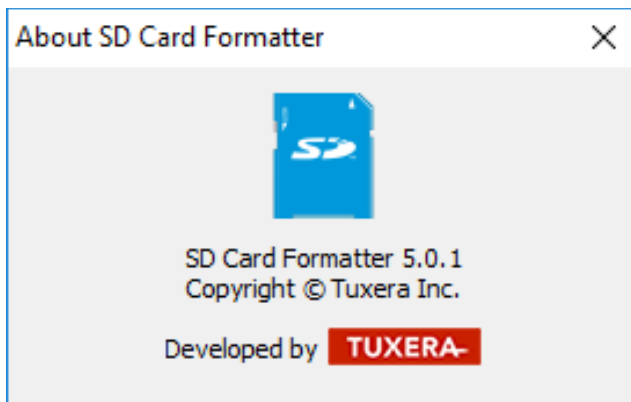 About SD Card Formatter
SD
SD Card Formatter 5.0.1
Copyright © Tuxera Inc.
Developed by TUXERA